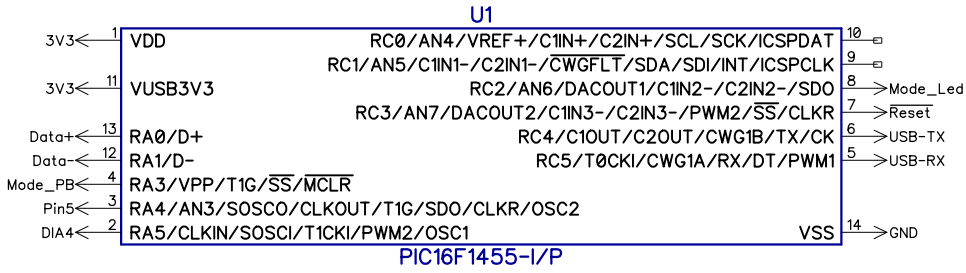 U1
3V3 1 VDD RC0/AN4/VREF+/C1IN+/C2IN+/SCL/SCK/ICSPDAT 10
RC1/AN5/C1IN1-/C2IN1-/CWGFLT/SDA/SDI/INT/ICSPCLK 9
3V3 11 VUSB3V3 RC2/AN6/DACOUT1/C1IN2-/C2IN2-/SDO 8 Mode_Led
RC3/AN7/DACOUT2/C1IN3-/C2IN3-/PWM2/SS/CLKR 7 Reset
Data+ 13 RA0/D+ RC4/C1OUT/C2OUT/CWG1B/TX/CK 6 USB-TX
Data- 12 RA1/D- RC5/T0CKI/CWG1A/RX/DT/PWM1 5 USB-RX
Mode_PB 4 RA3/VPP/T1G/SS/MCLR
Pin5 3 RA4/AN3/SOSCO/CLKOUT/T1G/SDO/CLKR/OSC2
DIA4 2 RA5/CLKIN/SOSCI/T1CKI/PWM2/OSC1 VSS 14 GND
PIC16F1455-I/P